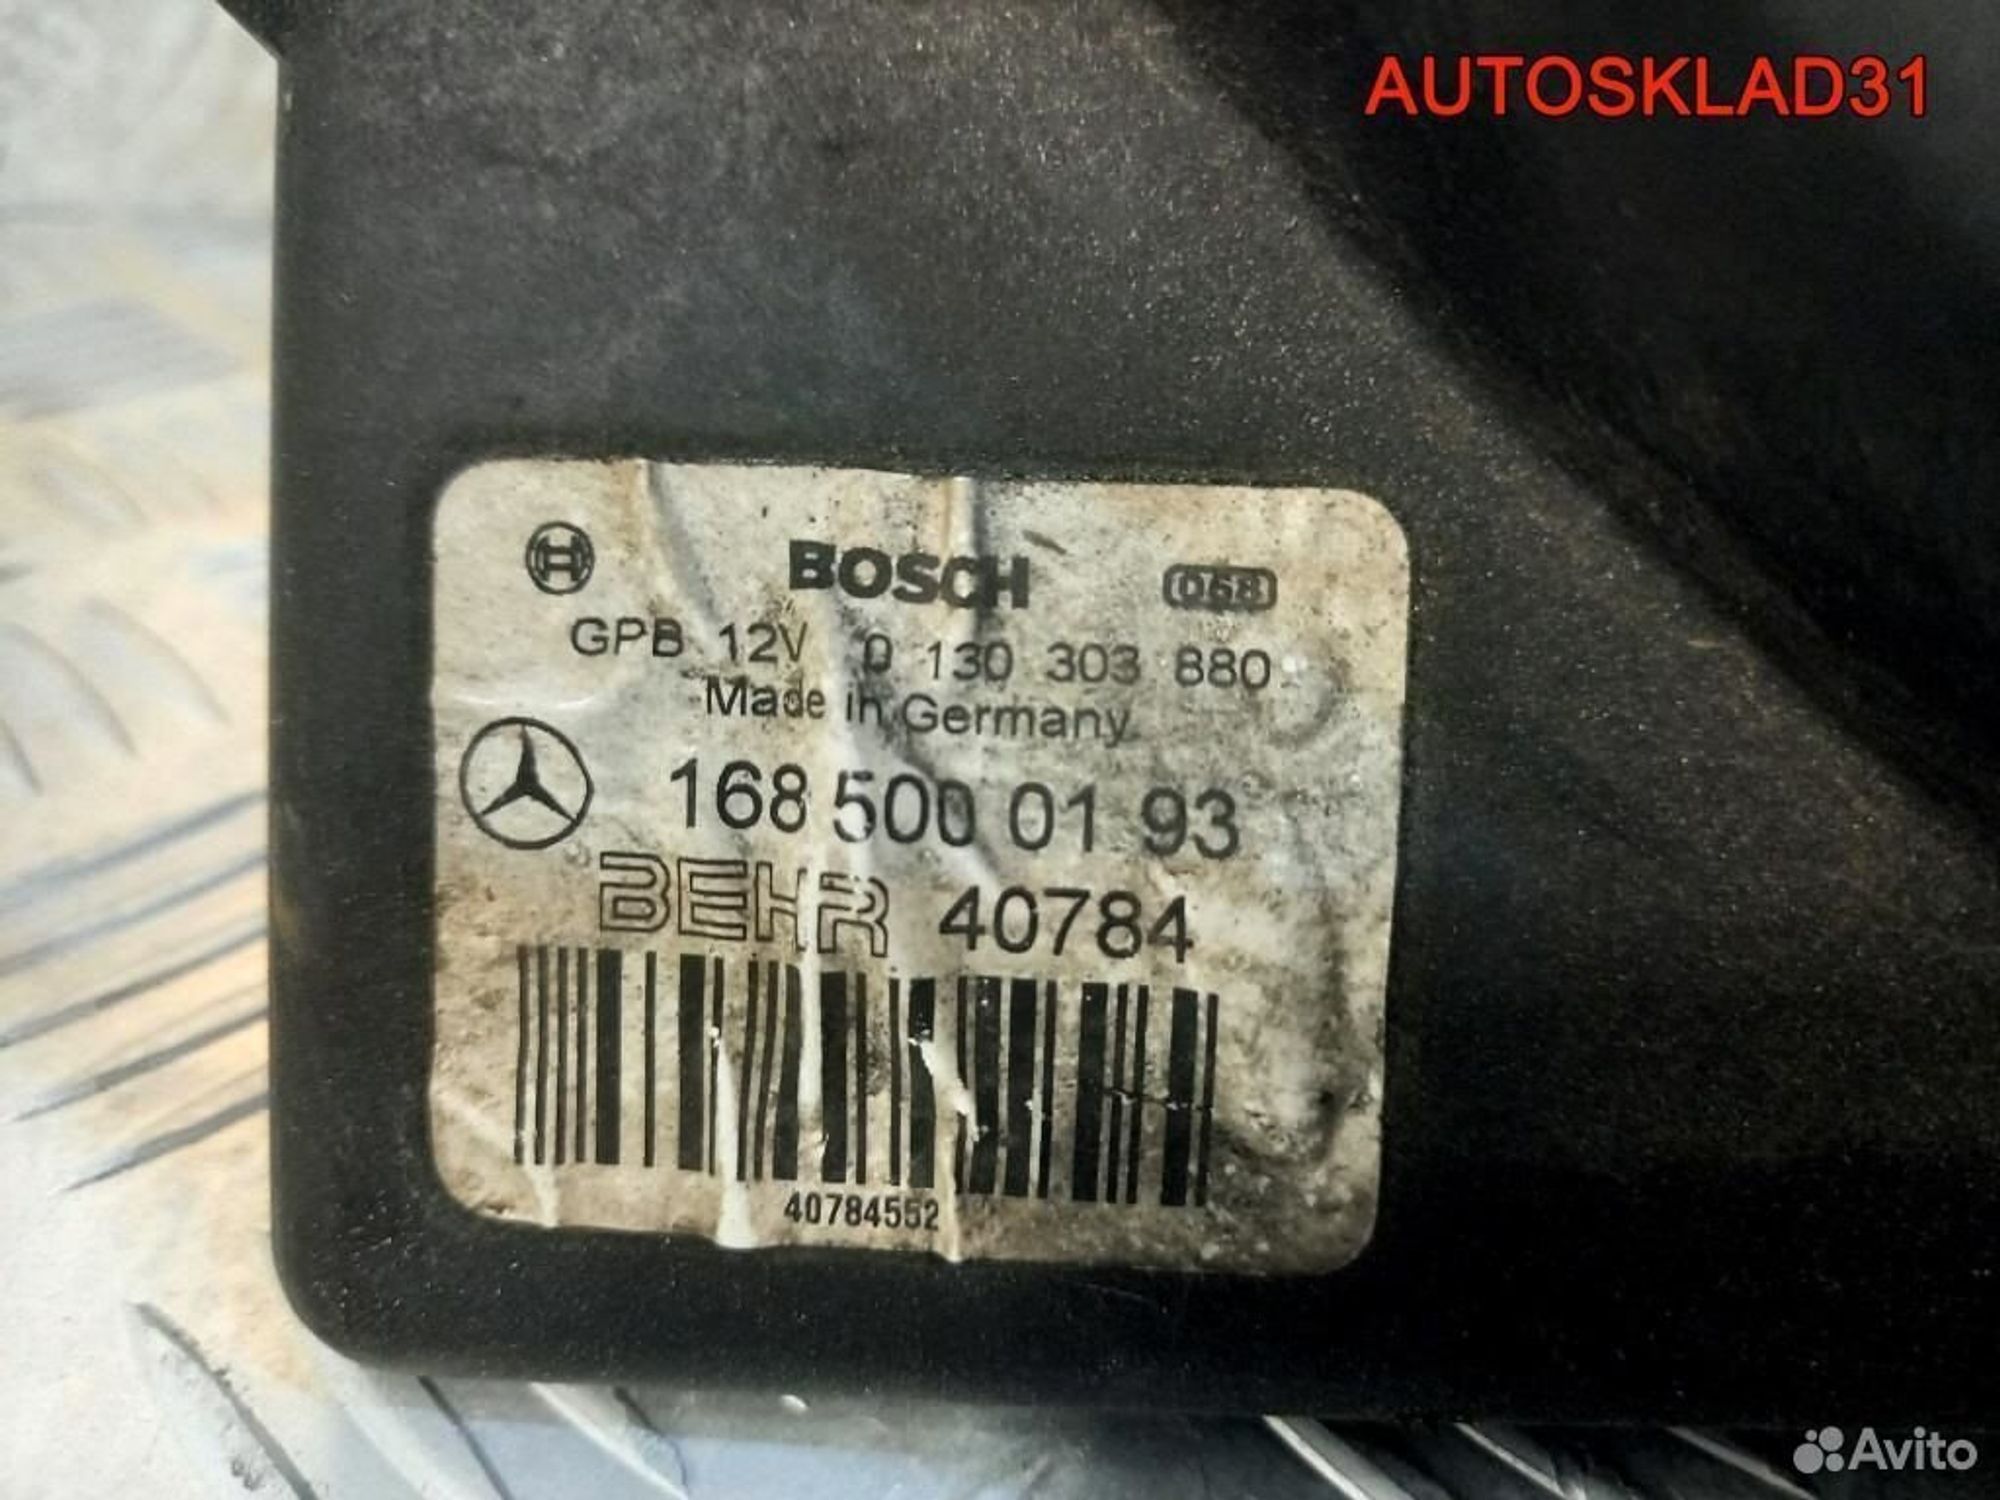 AUTOSKLAD31
BOSCH 068
GPB 12V 0 130 303 880
Made in Germany
168 500 01 93
BEHR 40784
40784552
Avito